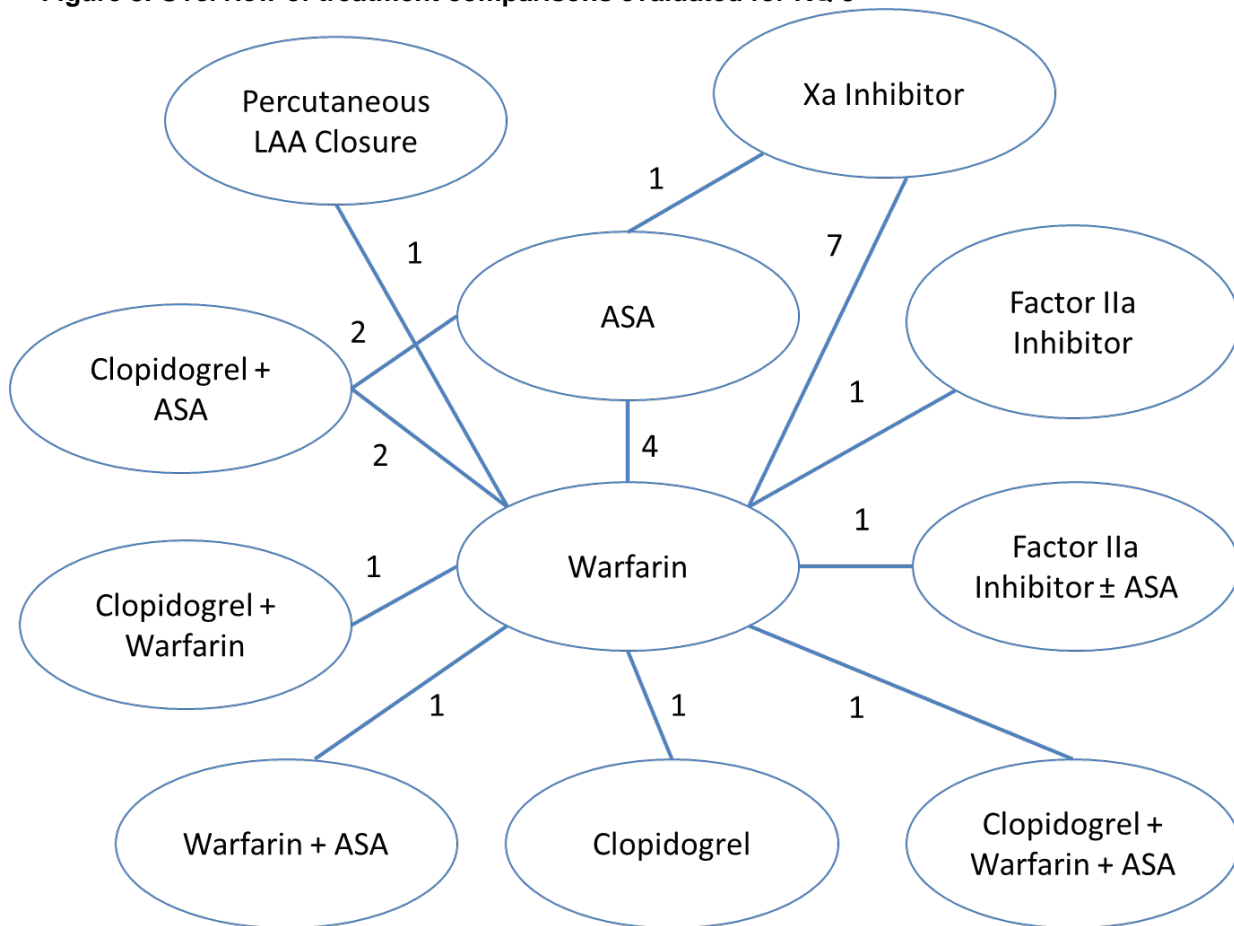 Percutaneous
LAA Closure
Xa Inhibitor
1
1
7
ASA
Factor IIa
Inhibitor
2
Clopidogrel +
ASA
1
2
4
1
Warfarin
Factor IIa
Inhibitor ± ASA
1
Clopidogrel +
Warfarin
1
1
1
Warfarin + ASA
Clopidogrel
Clopidogrel +
Warfarin + ASA